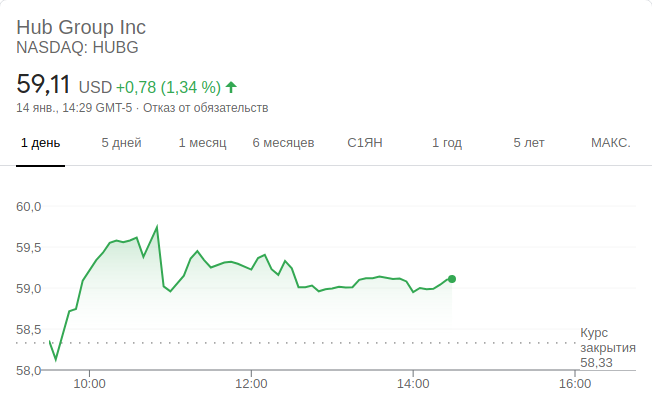 Hub Group Inc
NASDAQ: HUBG
59,11 USD +0,78 (1,34 %)
14 янв., 14:29 GMT-5 · Отказ от обязательств
1 день 5 дней 1 месяц 6 месяцев С1ЯН 1 год 5 лет МАКС.
60,0
59,5
59,0
58,5
58,0
Курс
закрытия
58,33
10:00 12:00 14:00 16:00